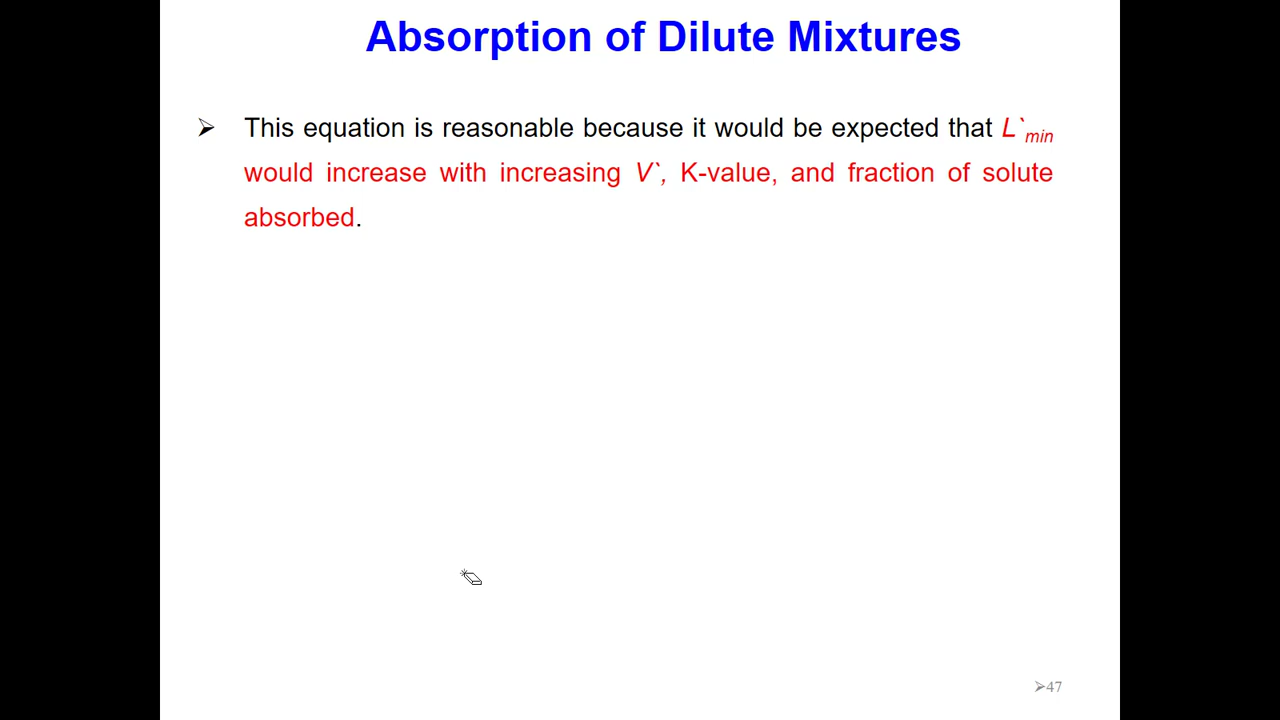 Absorption of Dilute Mixtures
➢ This equation is reasonable because it would be expected that L`min
would increase with increasing V`, K-value, and fraction of solute
absorbed.
➢47